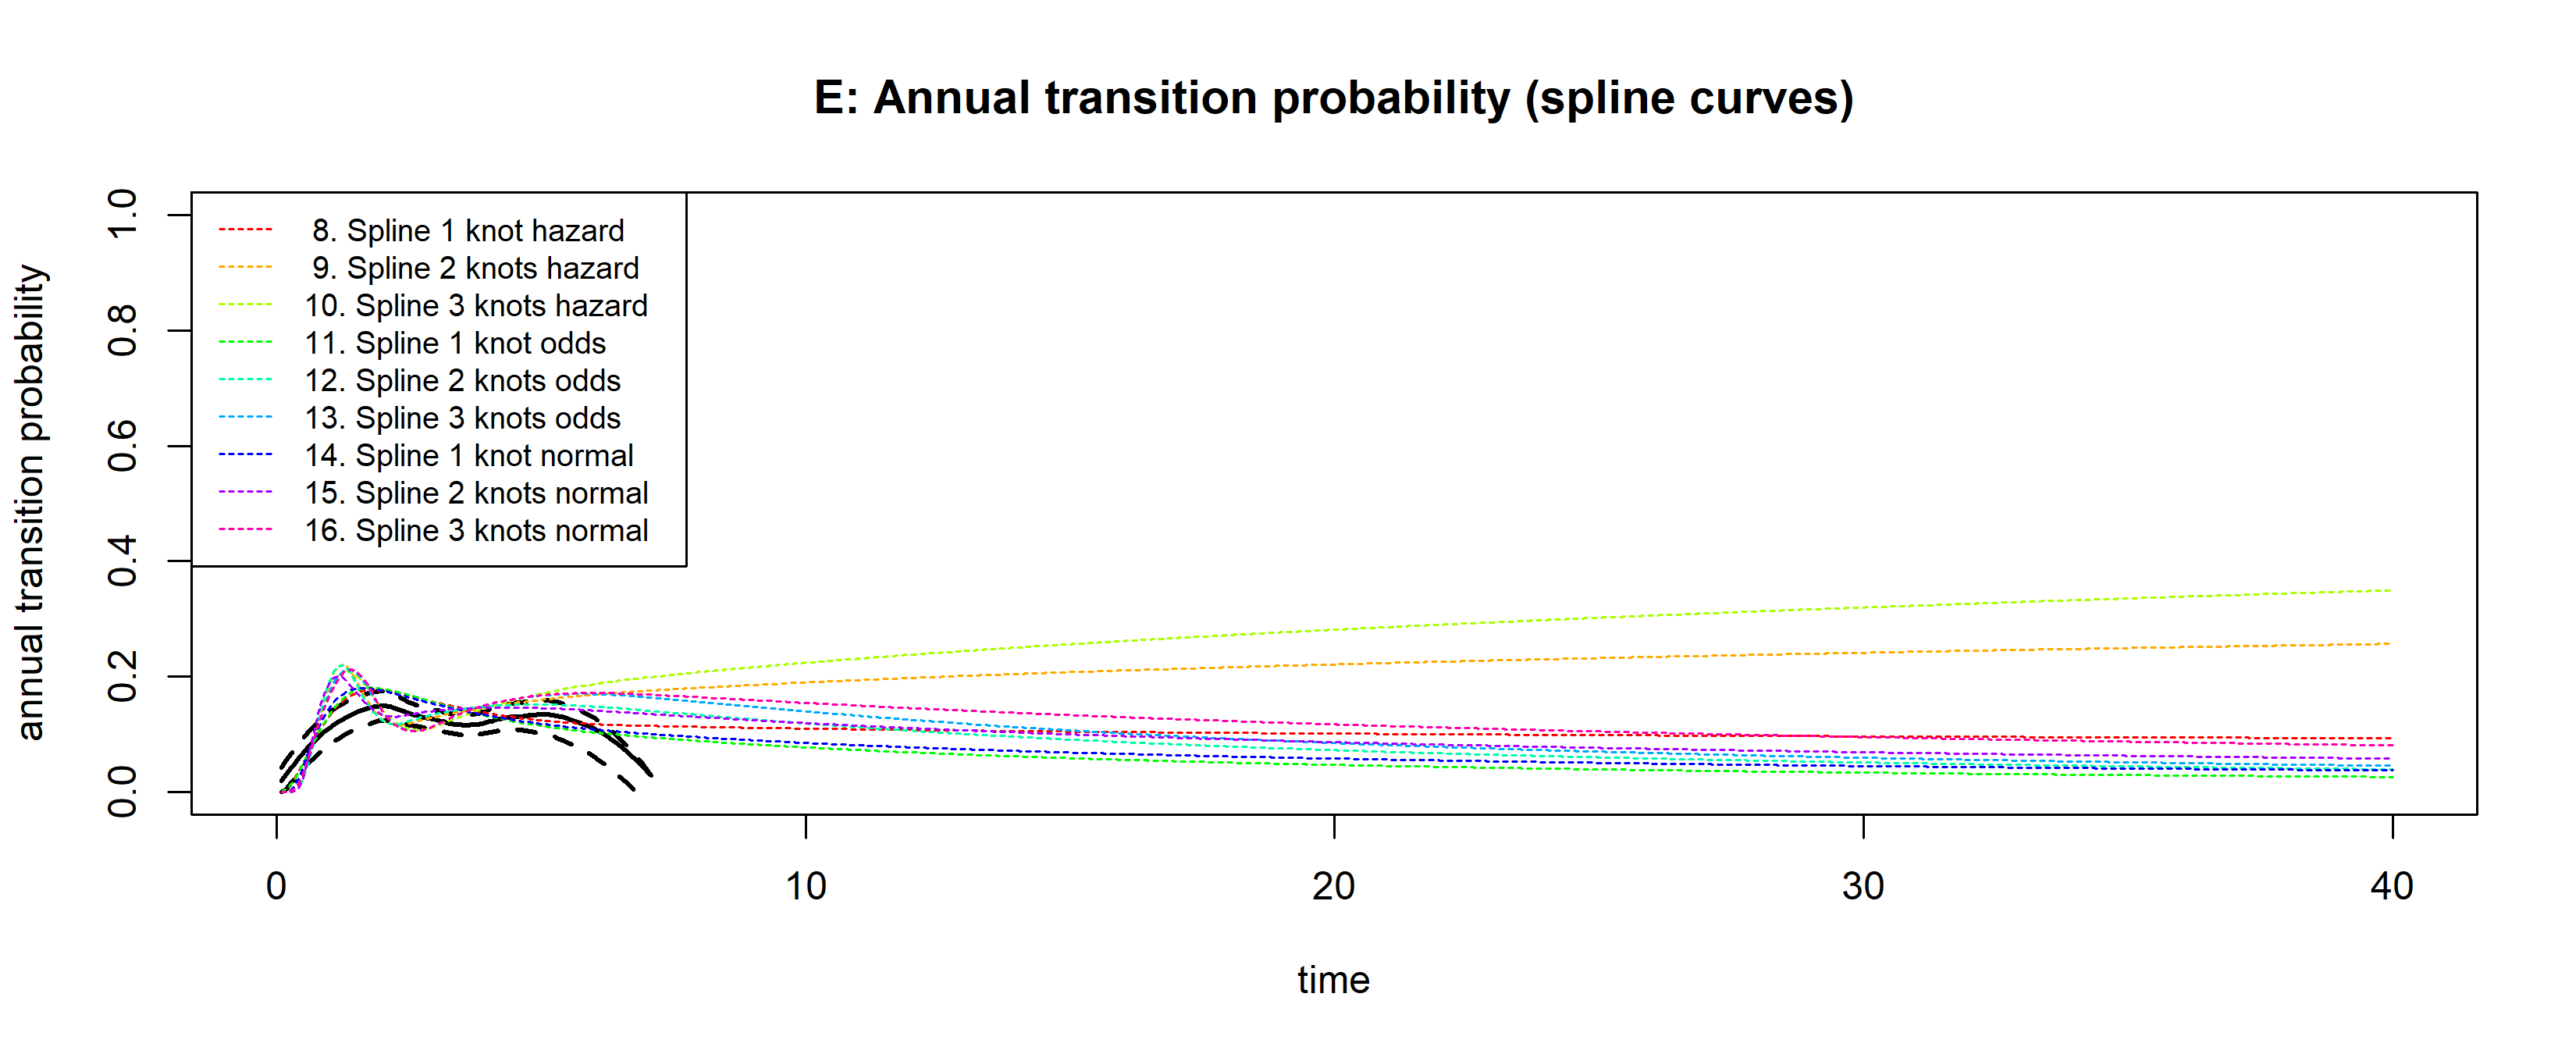 E: Annual transition probability (spline curves)
annual transition probability
1.0
0.8
0.6
0.4
0.2
0.0
8. Spline 1 knot hazard
9. Spline 2 knots hazard
10. Spline 3 knots hazard
11. Spline 1 knot odds
12. Spline 2 knots odds
13. Spline 3 knots odds
14. Spline 1 knot normal
15. Spline 2 knots normal
16. Spline 3 knots normal
0 10 20 30 40
time